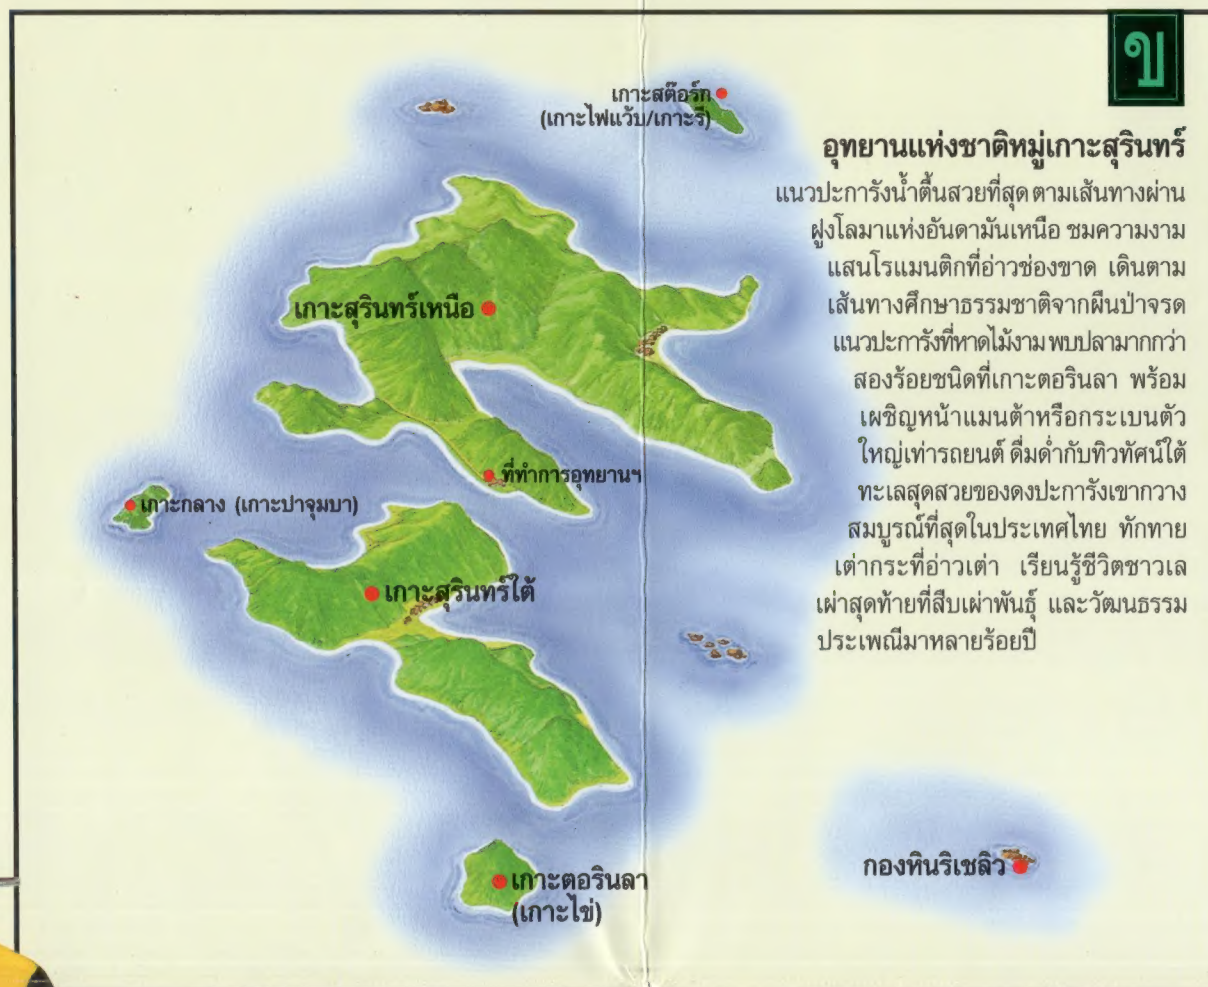 ข
เกาะสต๊อร์ก
(เกาะไฟแว้บ/เกาะรี)
อุทยานแห่งชาติหมู่เกาะสุรินทร์
แนวปะการังน้ำตื้นสวยที่สุด ตามเส้นทางผ่าน
ฝูงโลมาแห่งอันดามันเหนือ ชมความงาม
แสนโรแมนติกที่อ่าวช่องขาด เดินตาม
เส้นทางศึกษาธรรมชาติจากผืนป่าจรด
แนวปะการังที่หาดไม้งาม พบปลามากกว่า
สองร้อยชนิดที่เกาะตอรินลา พร้อม
เผชิญหน้าแมนต้าหรือกระเบนตัว
ใหญ่เท่ารถยนต์ ดื่มด่ำกับทิวทัศน์ใต้
ทะเลสุดสวยของดงปะการังเขากวาง
สมบูรณ์ที่สุดในประเทศไทย ทักทาย
เต่ากระที่อ่าวเต่า เรียนรู้ชีวิตชาวเล
เผ่าสุดท้ายที่สืบเผ่าพันธุ์ และวัฒนธรรม
ประเพณีมาหลายร้อยปี
เกาะสุรินทร์เหนือ
ที่ทำการอุทยานฯ
เกาะกลาง (เกาะปาจุมบา)
เกาะสุรินทร์ใต้
เกาะตอรินลา
(เกาะไข่)
กองหินริเชลิว